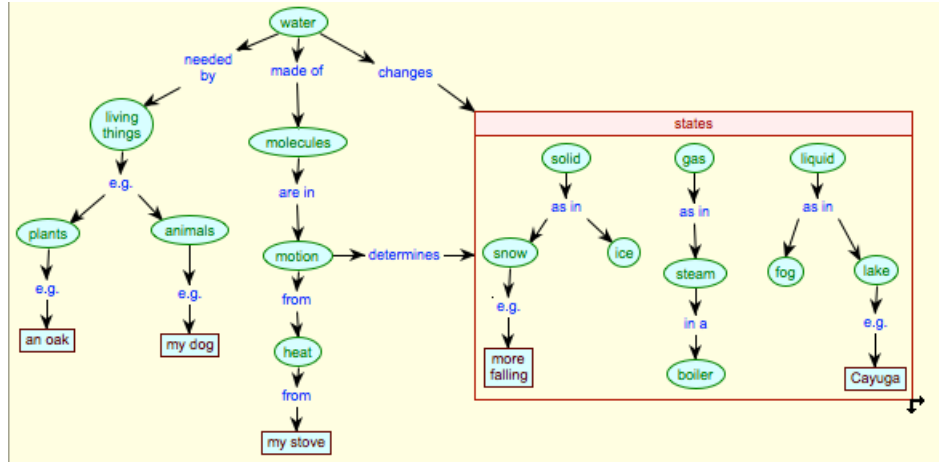 water
needed
by
made of
changes
living
things
states
molecules
solid
gas
liquid
e.g.
are in
as in
as in
as in
plants
animals
motion
determines
snow
ice
steam
fog
lake
e.g.
e.g.
from
e.g.
in a
e.g.
an oak
my dog
heat
more
falling
boiler
Cayuga
from
my stove